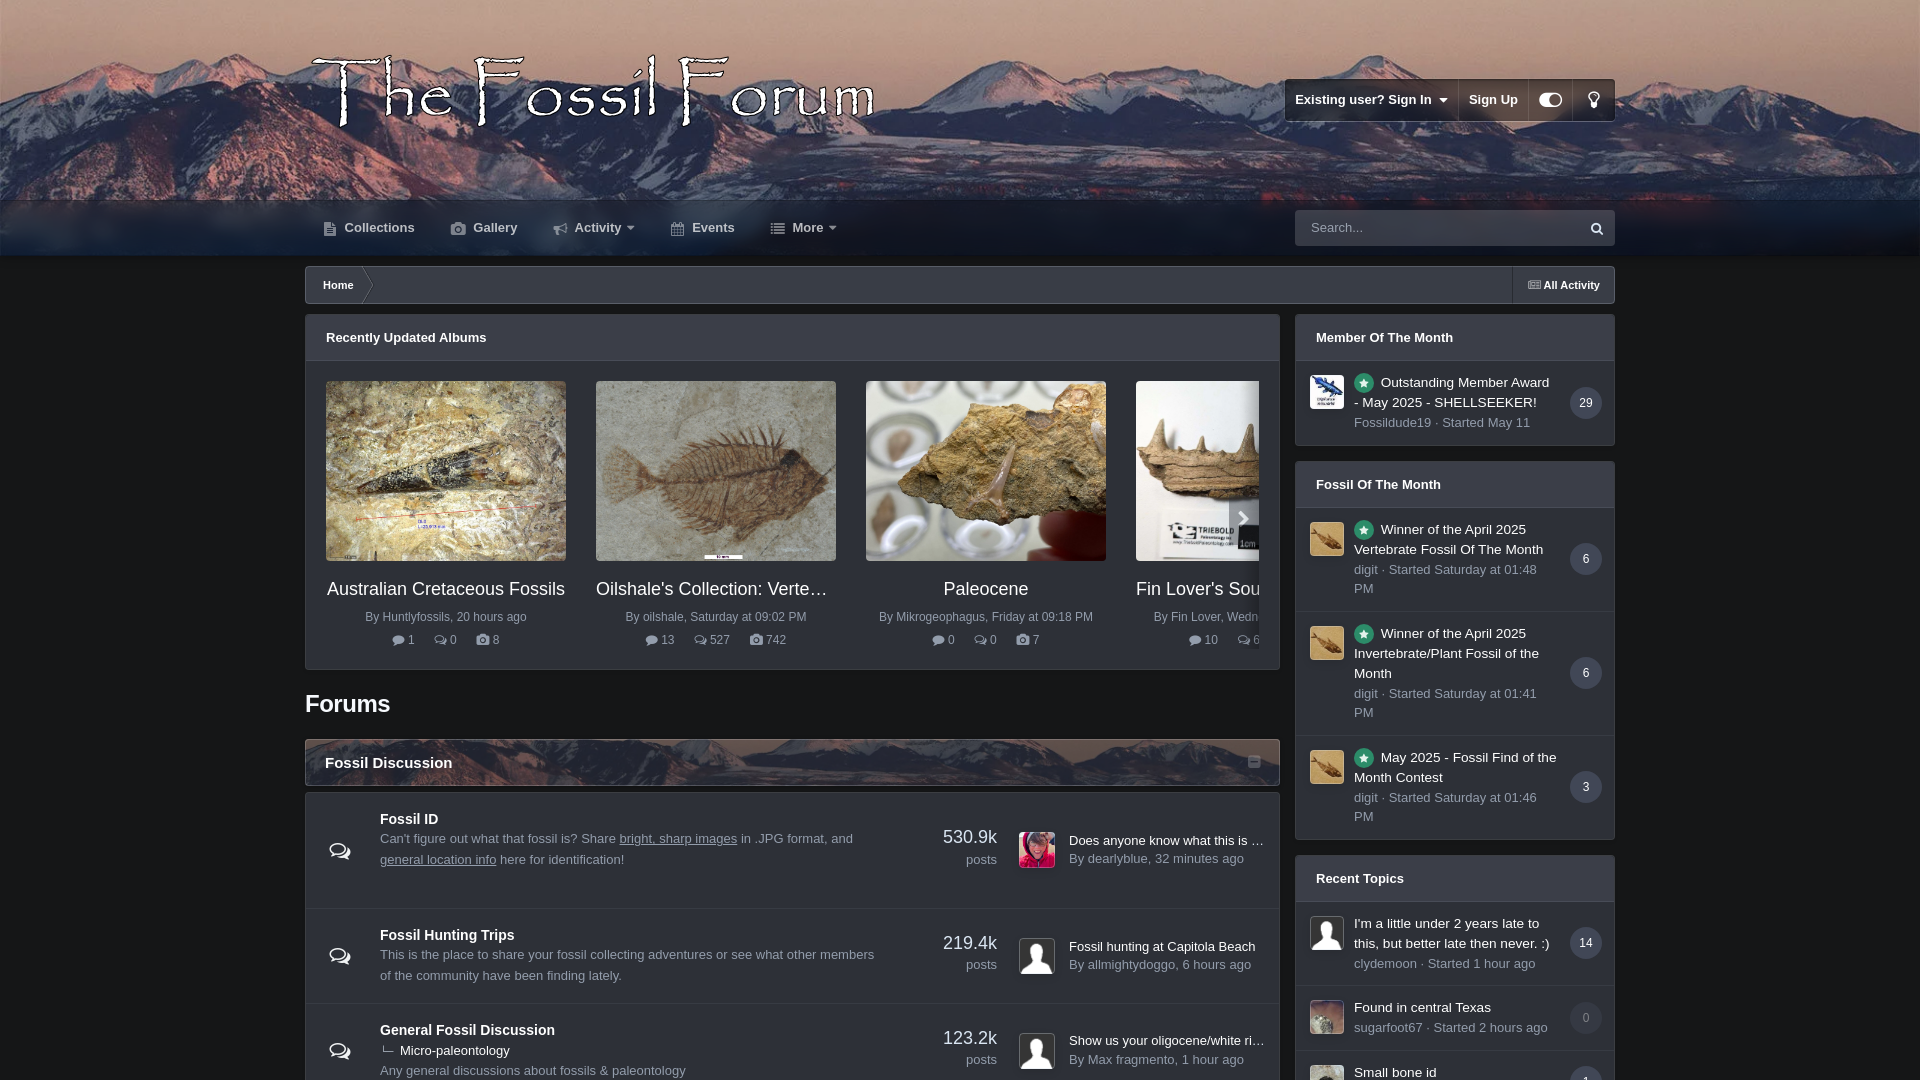 The Fossil Forum
Existing user? Sign In
Sign Up
Collections
Gallery
Activity
Events
More
Search...
Home
All Activity
Recently Updated Albums
Australian Cretaceous Fossils
By Huntlyfossils, 20 hours ago
1
0
8
10 mm
Oilshale's Collection: Verte…
By oilshale, Saturday at 09:02 PM
13
527
742
Paleocene
By Mikrogeophagus, Friday at 09:18 PM
0
0
7
TRIEBOLD
1cm
Fin Lover's Sou
By Fin Lover, Wedn
10
6
Forums
Fossil Discussion
Fossil ID
Can't figure out what that fossil is? Share bright, sharp images in .JPG format, and
general location info here for identification!
530.9k
posts
Does anyone know what this is …
By dearlyblue, 32 minutes ago
Fossil Hunting Trips
This is the place to share your fossil collecting adventures or see what other members
of the community have been finding lately.
219.4k
posts
Fossil hunting at Capitola Beach
By allmightydoggo, 6 hours ago
General Fossil Discussion
Micro-paleontology
Any general discussions about fossils & paleontology
123.2k
posts
Show us your oligocene/white ri…
By Max fragmento, 1 hour ago
Member Of The Month
Outstanding Member Award
- May 2025 - SHELLSEEKER!
Fossildude19 · Started May 11
29
Fossil Of The Month
Winner of the April 2025
Vertebrate Fossil Of The Month
digit · Started Saturday at 01:48
PM
6
Winner of the April 2025
Invertebrate/Plant Fossil of the
Month
digit · Started Saturday at 01:41
PM
6
May 2025 - Fossil Find of the
Month Contest
digit · Started Saturday at 01:46
PM
3
Recent Topics
I'm a little under 2 years late to
this, but better late then never. :)
clydemoon · Started 1 hour ago
14
Found in central Texas
sugarfoot67 · Started 2 hours ago
0
Small bone id
1